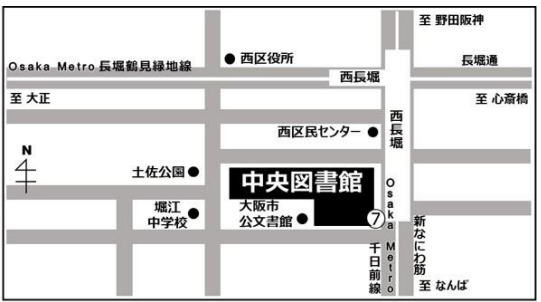 至 野田阪神
西区役所
Osaka Metro 長堀鶴見緑地線
長堀通
西長堀
至 大正
至 心斎橋
西長堀
西区民センター
N
土佐公園
中央図書館
堀江
中学校
大阪市
公文書館
⑦
Osaka Metro
千日前線
新なにわ筋
至 なんば